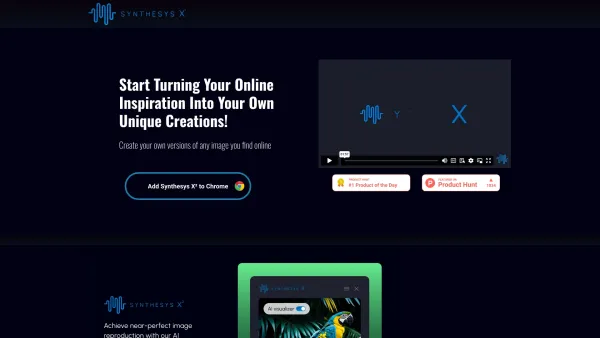 SYNTHESYS X
Start Turning Your Online
Inspiration Into Your Own
Unique Creations!
Create your own versions of any image you find online
Add Synthesys X² to Chrome
Y X
PRODUCT HUNT
#1 Product of the Day
FEATURED ON
Product Hunt
SYNTHESYS X
AI visualizer
SYNTHESYS X
Achieve near-perfect image
reproduction with our AI